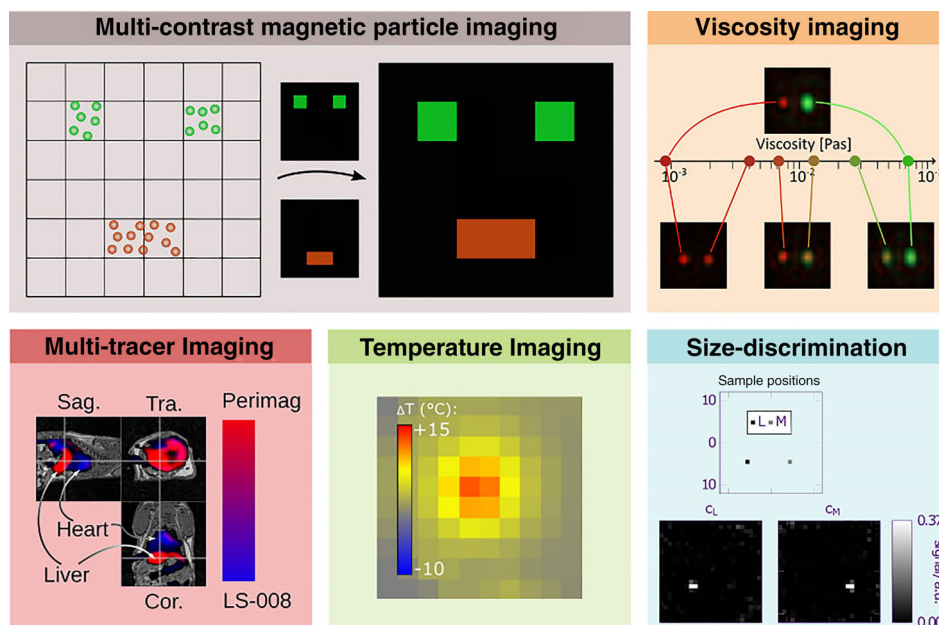 Multi-contrast magnetic particle imaging
Viscosity imaging
Viscosity [Pas]
10⁻³
10⁻²
Multi-tracer Imaging
Sag.
Tra.
Perimag
Heart
Liver
Cor.
LS-008
Temperature Imaging
ΔT (°C):
+15
-10
Size-discrimination
Sample positions
10
0
10
L
M
c_L
c_M
0.37